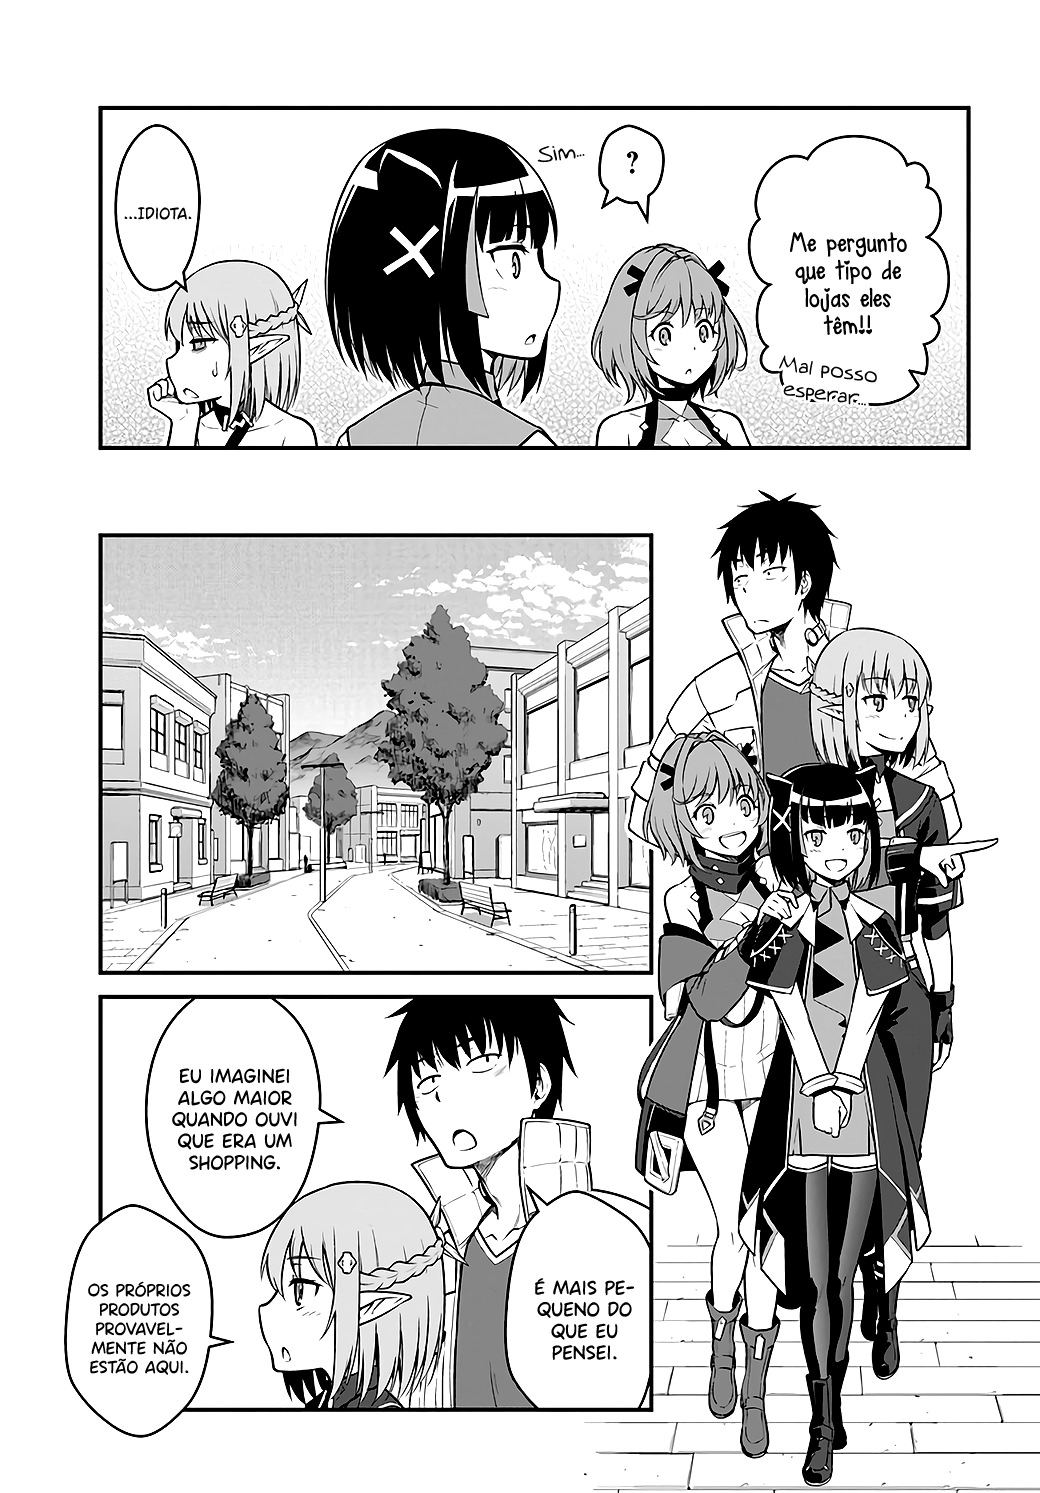 Me pergunto
que tipo de
lojas eles
têm!!
Mal posso
esperar...
?
Sim...
...IDIOTA.
É MAIS PE-
QUENO DO
QUE EU
PENSEI.
EU IMAGINEI
ALGO MAIOR
QUANDO OUVI
QUE ERA UM
SHOPPING.
OS PRÓPRIOS
PRODUTOS
PROVAVEL-
MENTE NÃO
ESTÃO AQUI.